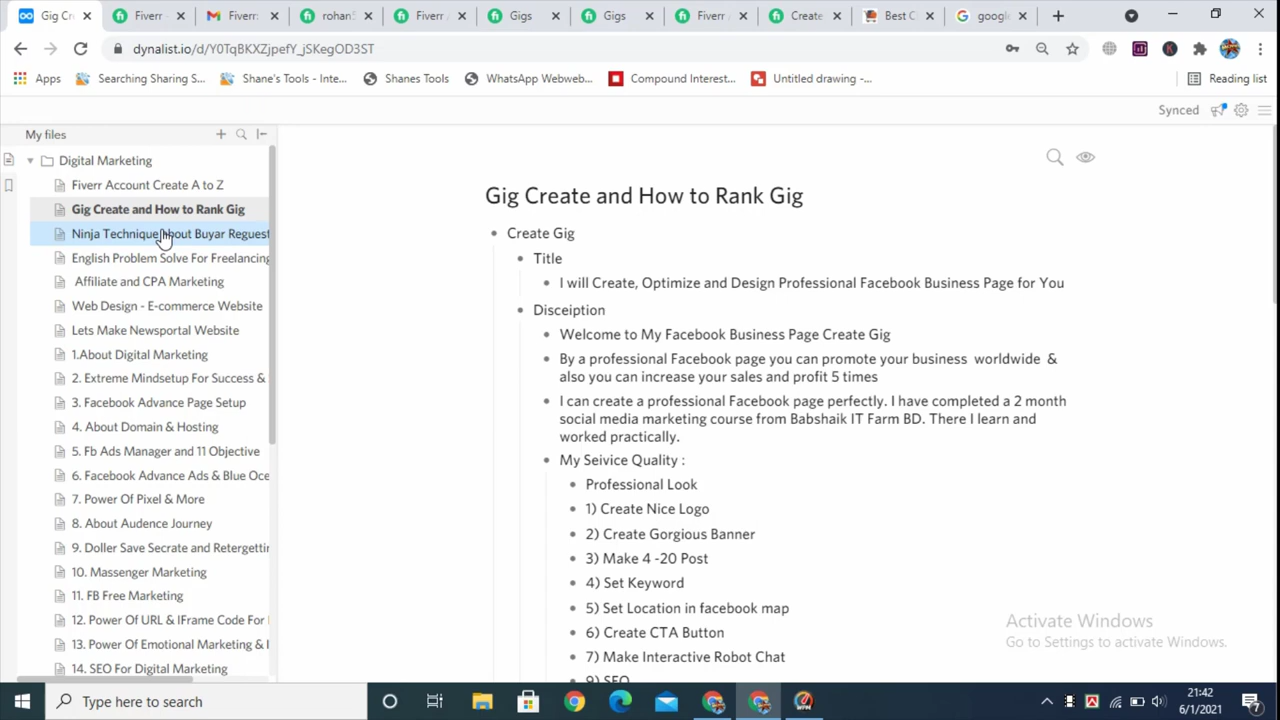 Gig Cr
Fiverr
Fiverr:
rohan5
Fiverr
Gigs
Gigs
Fiverr
Create
Best C
google
dynalist.io/d/Y0TqBKXZjpefY_jSKegOD3ST
Apps
Searching Sharing S...
Shane's Tools - Inte...
Shanes Tools
WhatsApp Webweb...
Compound Interest...
Untitled drawing -...
Reading list
Synced
My files
Digital Marketing
Fiverr Account Create A to Z
Gig Create and How to Rank Gig
Ninja Technique About Buyar Reguest
English Problem Solve For Freelancing
Affiliate and CPA Marketing
Web Design - E-commerce Website
Lets Make Newsportal Website
1.About Digital Marketing
2. Extreme Mindsetup For Success &
3. Facebook Advance Page Setup
4. About Domain & Hosting
5. Fb Ads Manager and 11 Objective
6. Facebook Advance Ads & Blue Oce
7. Power Of Pixel & More
8. About Audence Journey
9. Doller Save Secrate and Retergettin
10. Massenger Marketing
11. FB Free Marketing
12. Power Of URL & IFrame Code For
13. Power Of Emotional Marketing &
14. SEO For Digital Marketing
Gig Create and How to Rank Gig
Create Gig
Title
I will Create, Optimize and Design Professional Facebook Business Page for You
Disceiption
Welcome to My Facebook Business Page Create Gig
By a professional Facebook page you can promote your business worldwide &
also you can increase your sales and profit 5 times
I can create a professional Facebook page perfectly. I have completed a 2 month
social media marketing course from Babshaik IT Farm BD. There I learn and
worked practically.
My Seivice Quality :
Professional Look
1) Create Nice Logo
2) Create Gorgious Banner
3) Make 4 -20 Post
4) Set Keyword
5) Set Location in facebook map
6) Create CTA Button
7) Make Interactive Robot Chat
9) SEO
Activate Windows
Go to Settings to activate Windows.
Type here to search
21:42
6/1/2021
7